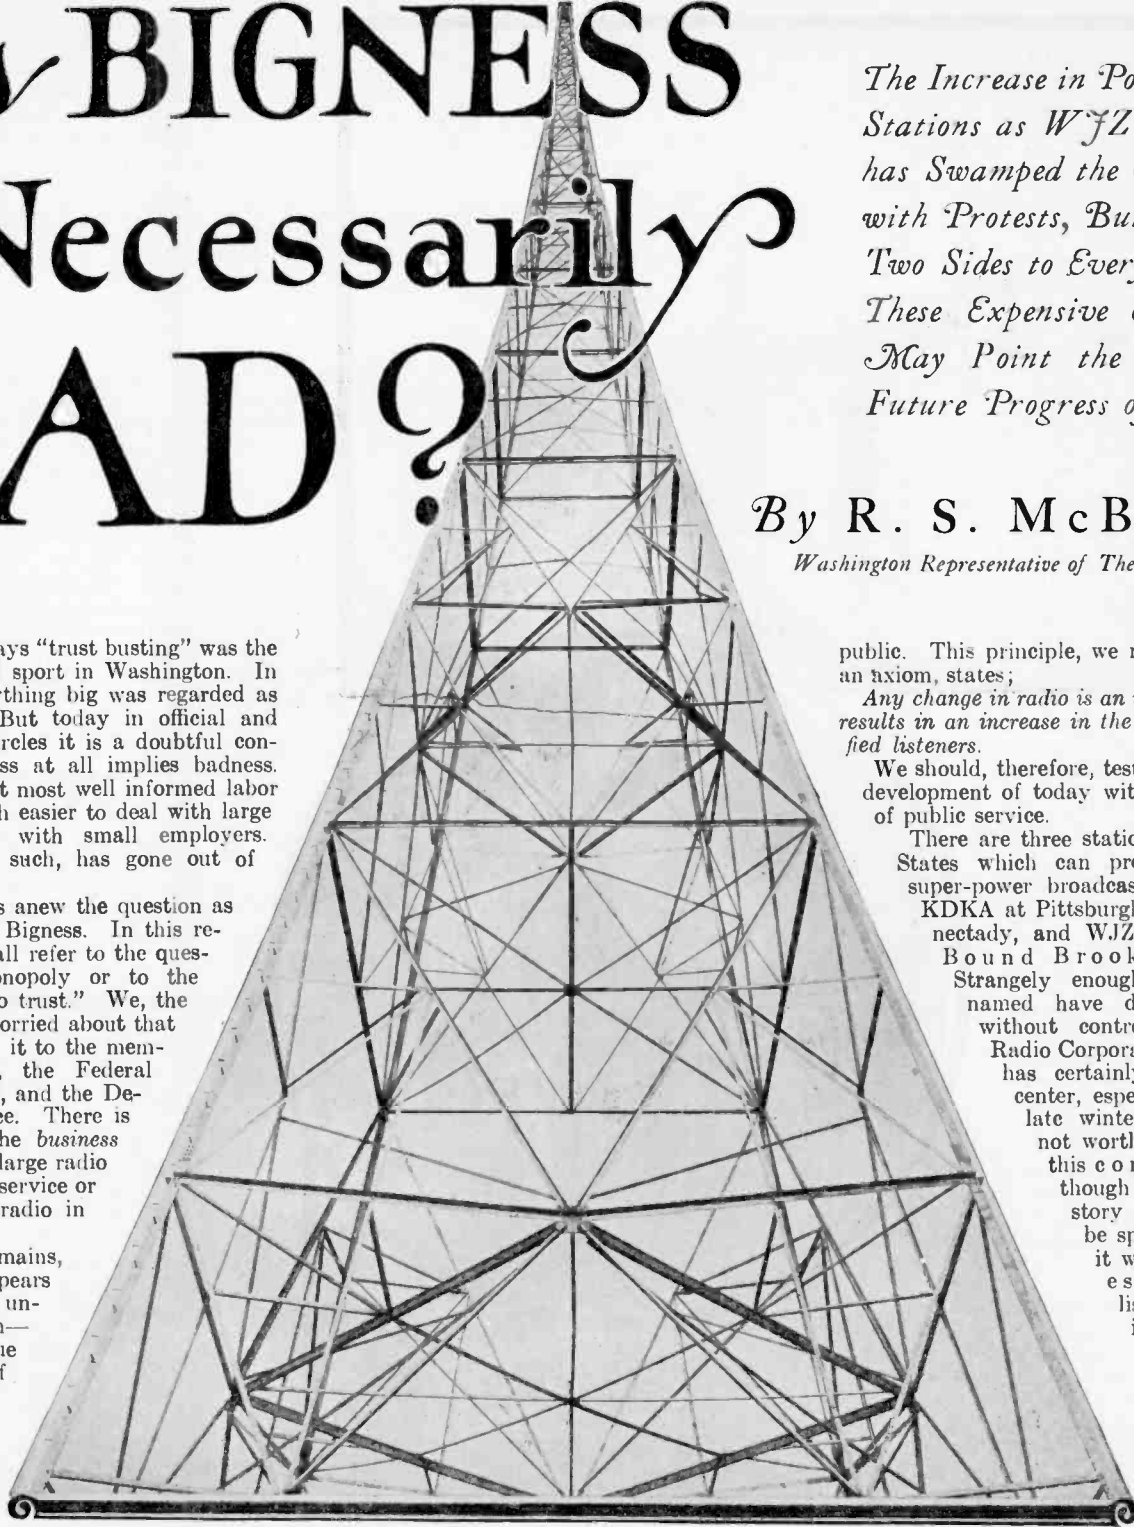 BIGNESS
Necessarily
AD?
The Increase in Po
Stations as WJZ
has Swamped the
with Protests, Bu
Two Sides to Ever
These Expensive
May Point the
Future Progress o
By R. S. McB
Washington Representative of The
ays "trust busting" was the
sport in Washington. In
rthing big was regarded as
But today in official and
rcles it is a doubtful con-
ss at all implies badness.
t most well informed labor
h easier to deal with large
with small employers.
such, has gone out of
s anew the question as
Bigness. In this re-
all refer to the ques-
onopoly or to the
o trust." We, the
orried about that
it to the mem-
, the Federal
, and the De-
ce. There is
he business
large radio
service or
radio in
mains,
pears
un-
n—
ne
f
public. This principle, we
an axiom, states;
Any change in radio is an
results in an increase in the
fied listeners.
We should, therefore, test
development of today wit
of public service.
There are three static
States which can pro
super-power broadcas
KDKA at Pittsburgh
nectady, and WJZ
Bound Brook
Strangely enough
named have d
without contro
Radio Corpora
has certainly
center, espe
late winte
not worth
this con
though
story
be sp
it w
es
lis
i